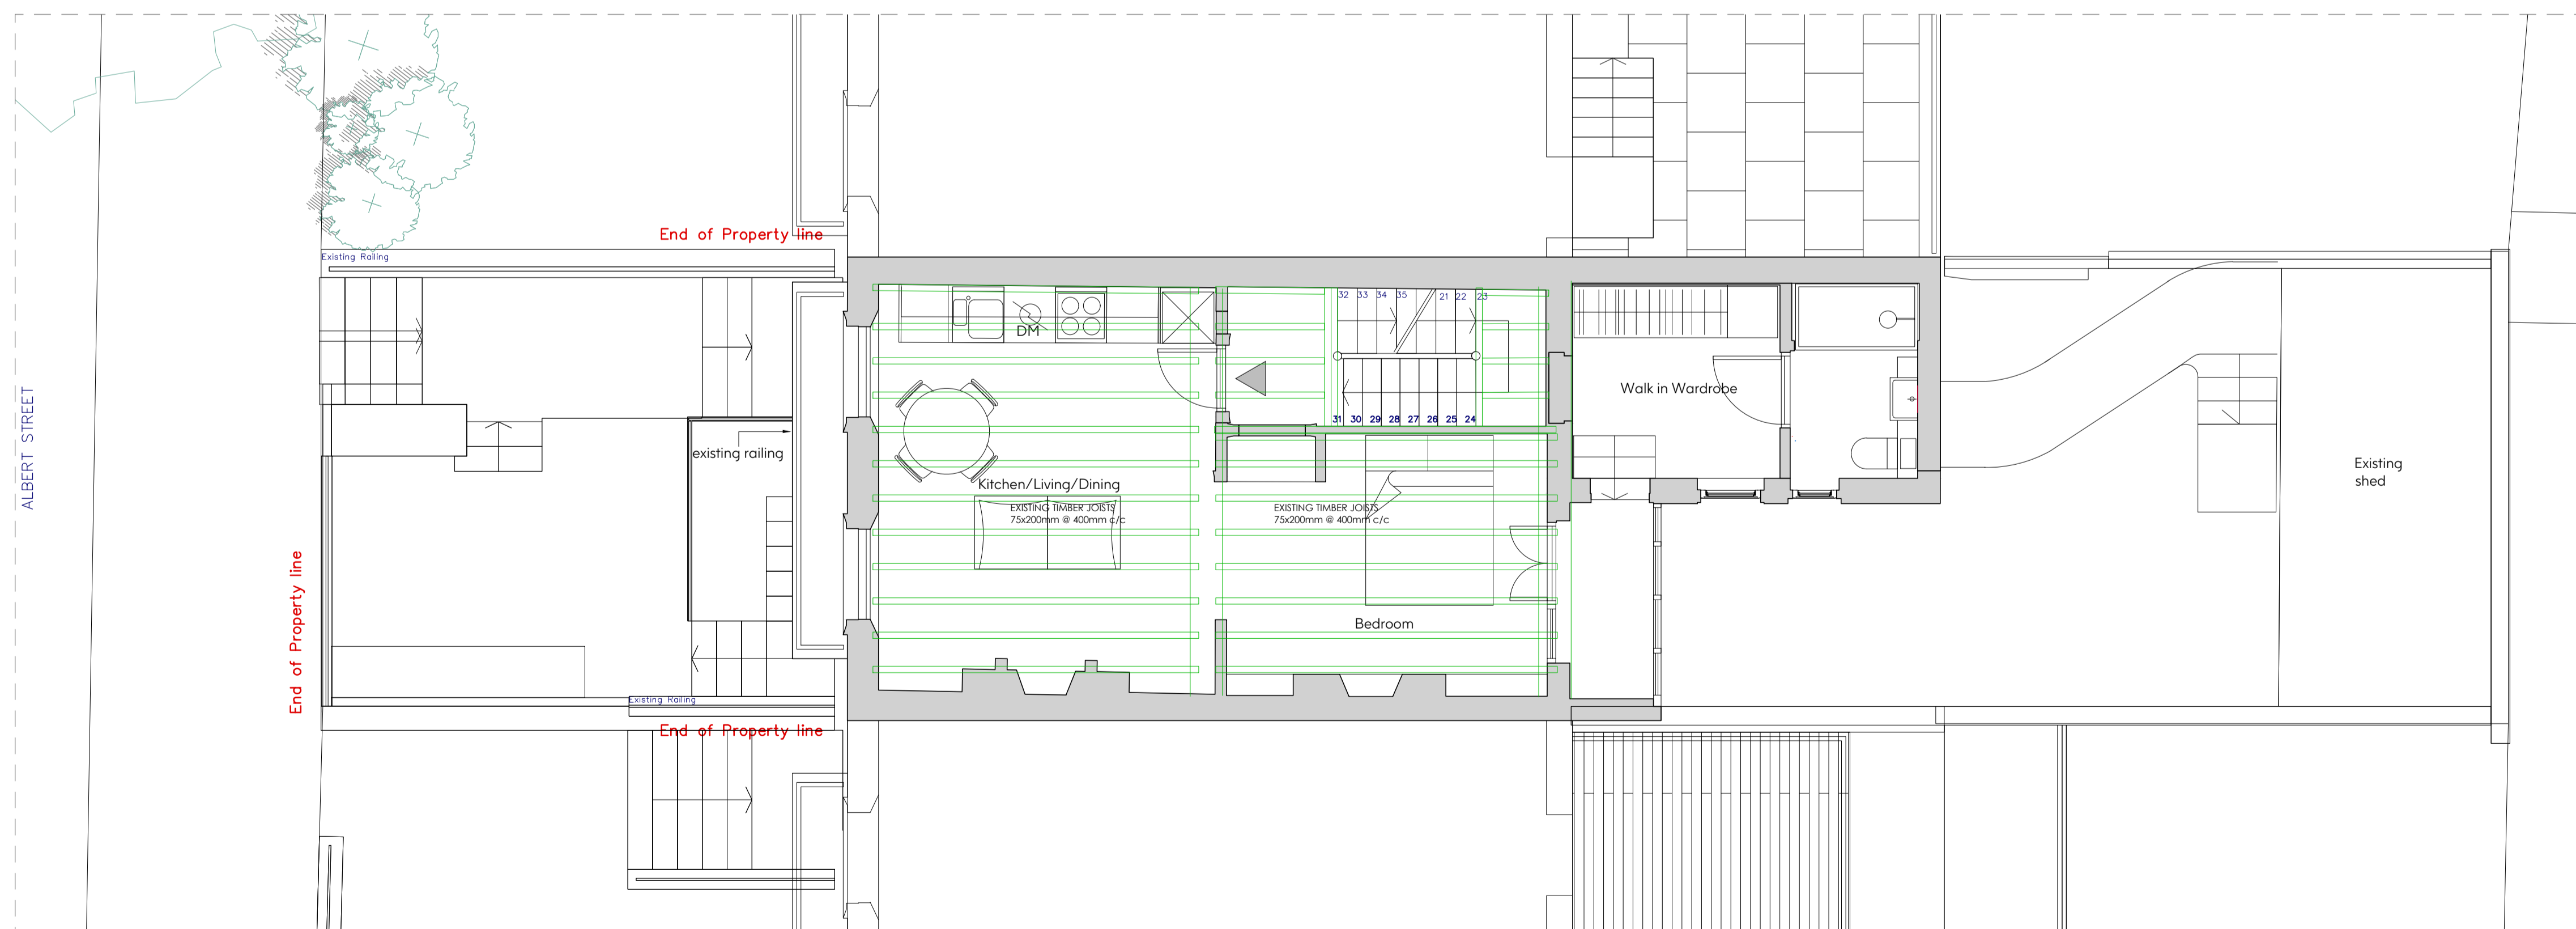 End of Property line
Existing Railing
32 33 34 35 21 22 23
DM
Walk in Wardrobe
ALBERT STREET
31 30 29 28 27 26 25 24
existing railing
Existing
shed
Kitchen/Living/Dining
EXISTING TIMBER JOISTS
75x200mm @ 400mm c/c
EXISTING TIMBER JOISTS
75x200mm @ 400mm c/c
Bedroom
End of Property line
Existing Railing
End of Property line